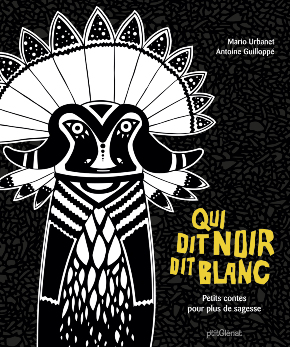 Mario Urbanet
Antoine Guilloppé
QUI
DIT NOIR
DIT BLANC
Petits contes
pour plus de sagesse
p'titGlénat